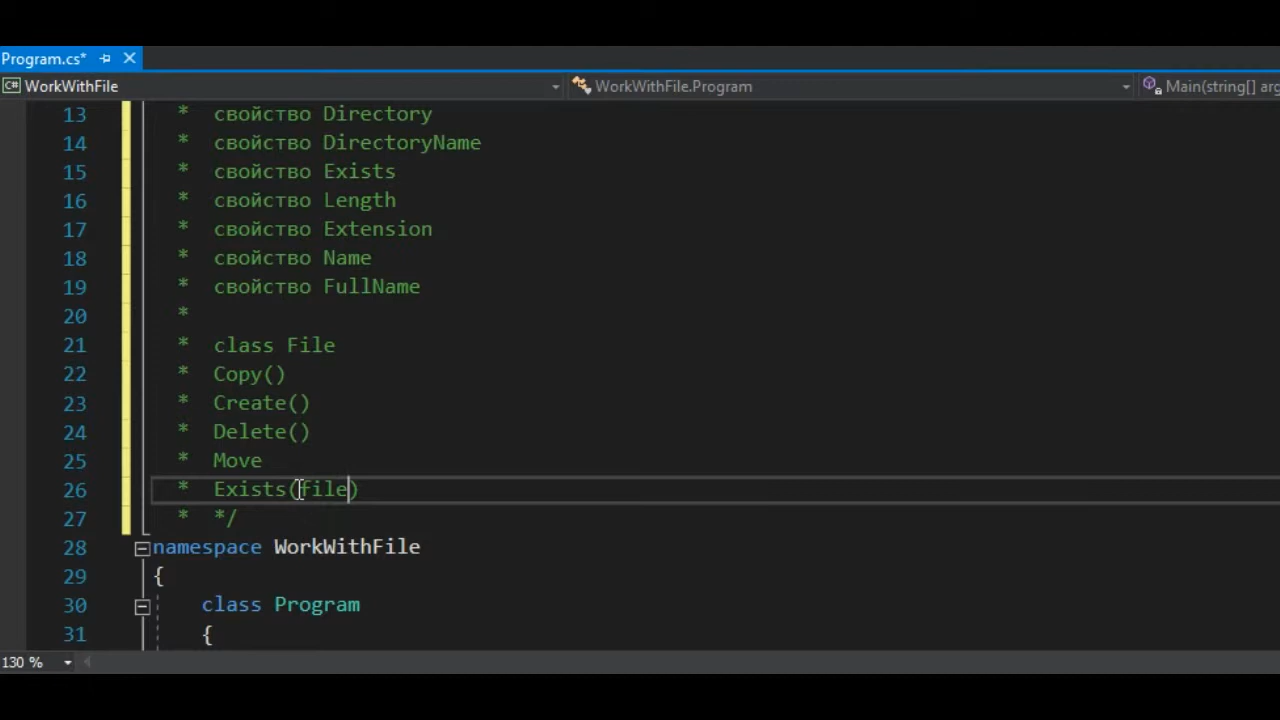 Program.cs*
C# WorkWithFile WorkWithFile.Program Main(string[] arg
13 * свойство Directory
14 * свойство DirectoryName
15 * свойство Exists
16 * свойство Length
17 * свойство Extension
18 * свойство Name
19 * свойство FullName
20 *
21 * class File
22 * Copy()
23 * Create()
24 * Delete()
25 * Move
26 * Exists(file)
27 * */
28 namespace WorkWithFile
29 {
30 class Program
31 {
130 %